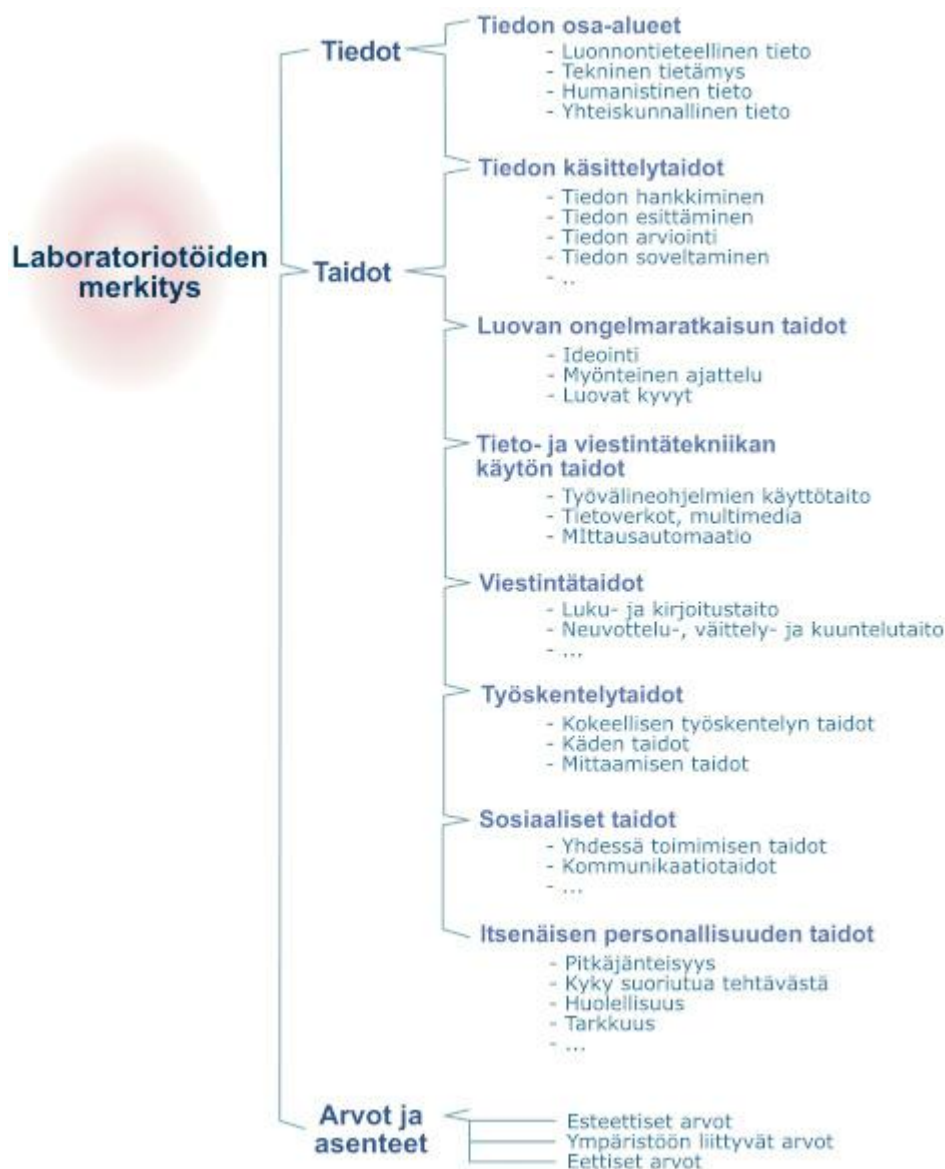 Laboratoriotöiden
merkitys
Tiedot
Tiedon osa-alueet
- Luonnontieteellinen tieto
- Tekninen tietämys
- Humanistinen tieto
- Yhteiskunnallinen tieto
Taidot
Tiedon käsittelytaidot
- Tiedon hankkiminen
- Tiedon esittäminen
- Tiedon arviointi
- Tiedon soveltaminen
- ..
Luovan ongelmaratkaisun taidot
- Ideointi
- Myönteinen ajattelu
- Luovat kyvyt
Tieto- ja viestintätekniikan
käytön taidot
- Työvälineohjelmien käyttötaito
- Tietoverkot, multimedia
- MIttausautomaatio
Viestintätaidot
- Luku- ja kirjoitustaito
- Neuvottelu-, väittely- ja kuuntelutaito
- ...
Työskentelytaidot
- Kokeellisen työskentelyn taidot
- Käden taidot
- Mittaamisen taidot
Sosiaaliset taidot
- Yhdessä toimimisen taidot
- Kommunikaatiotaidot
- ...
Itsenäisen personallisuuden taidot
- Pitkäjänteisyys
- Kyky suoriutua tehtävästä
- Huolellisuus
- Tarkkuus
- ...
Arvot ja
asenteet
Esteettiset arvot
Ympäristöön liittyvät arvot
Eettiset arvot